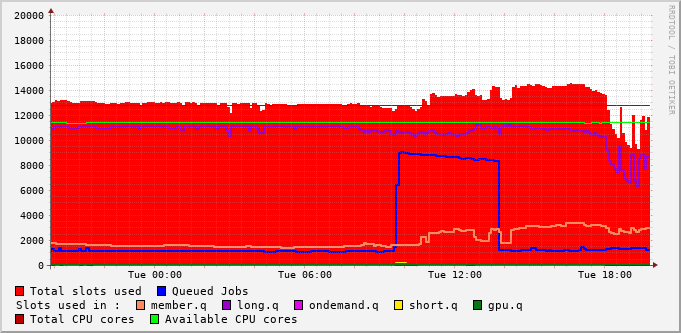 20000
18000
16000
14000
12000
10000
8000
6000
4000
2000
0
Tue 00:00 Tue 06:00 Tue 12:00 Tue 18:00
RRDTOOL / TOBI OETIKER
Total slots used Queued Jobs
Slots used in : member.q long.q ondemand.q short.q gpu.q
Total CPU cores Available CPU cores